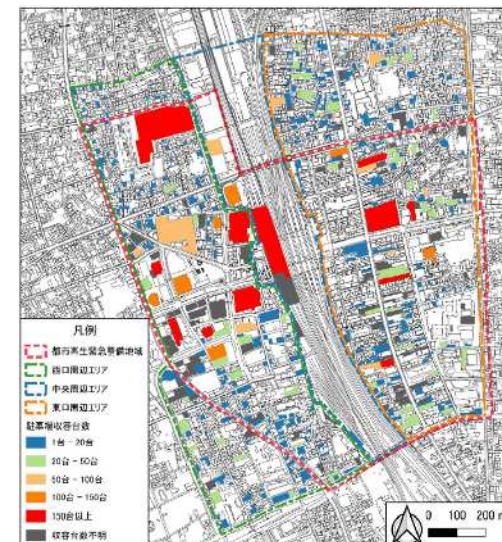 凡例
都市再生緊急整備地域
西口周辺エリア
中央周辺エリア
東口周辺エリア
駐車場収容台数
1台 - 20台
20台 - 50台
50台 - 100台
100台 - 150台
150台以上
収容台数不明
0 100 200 m